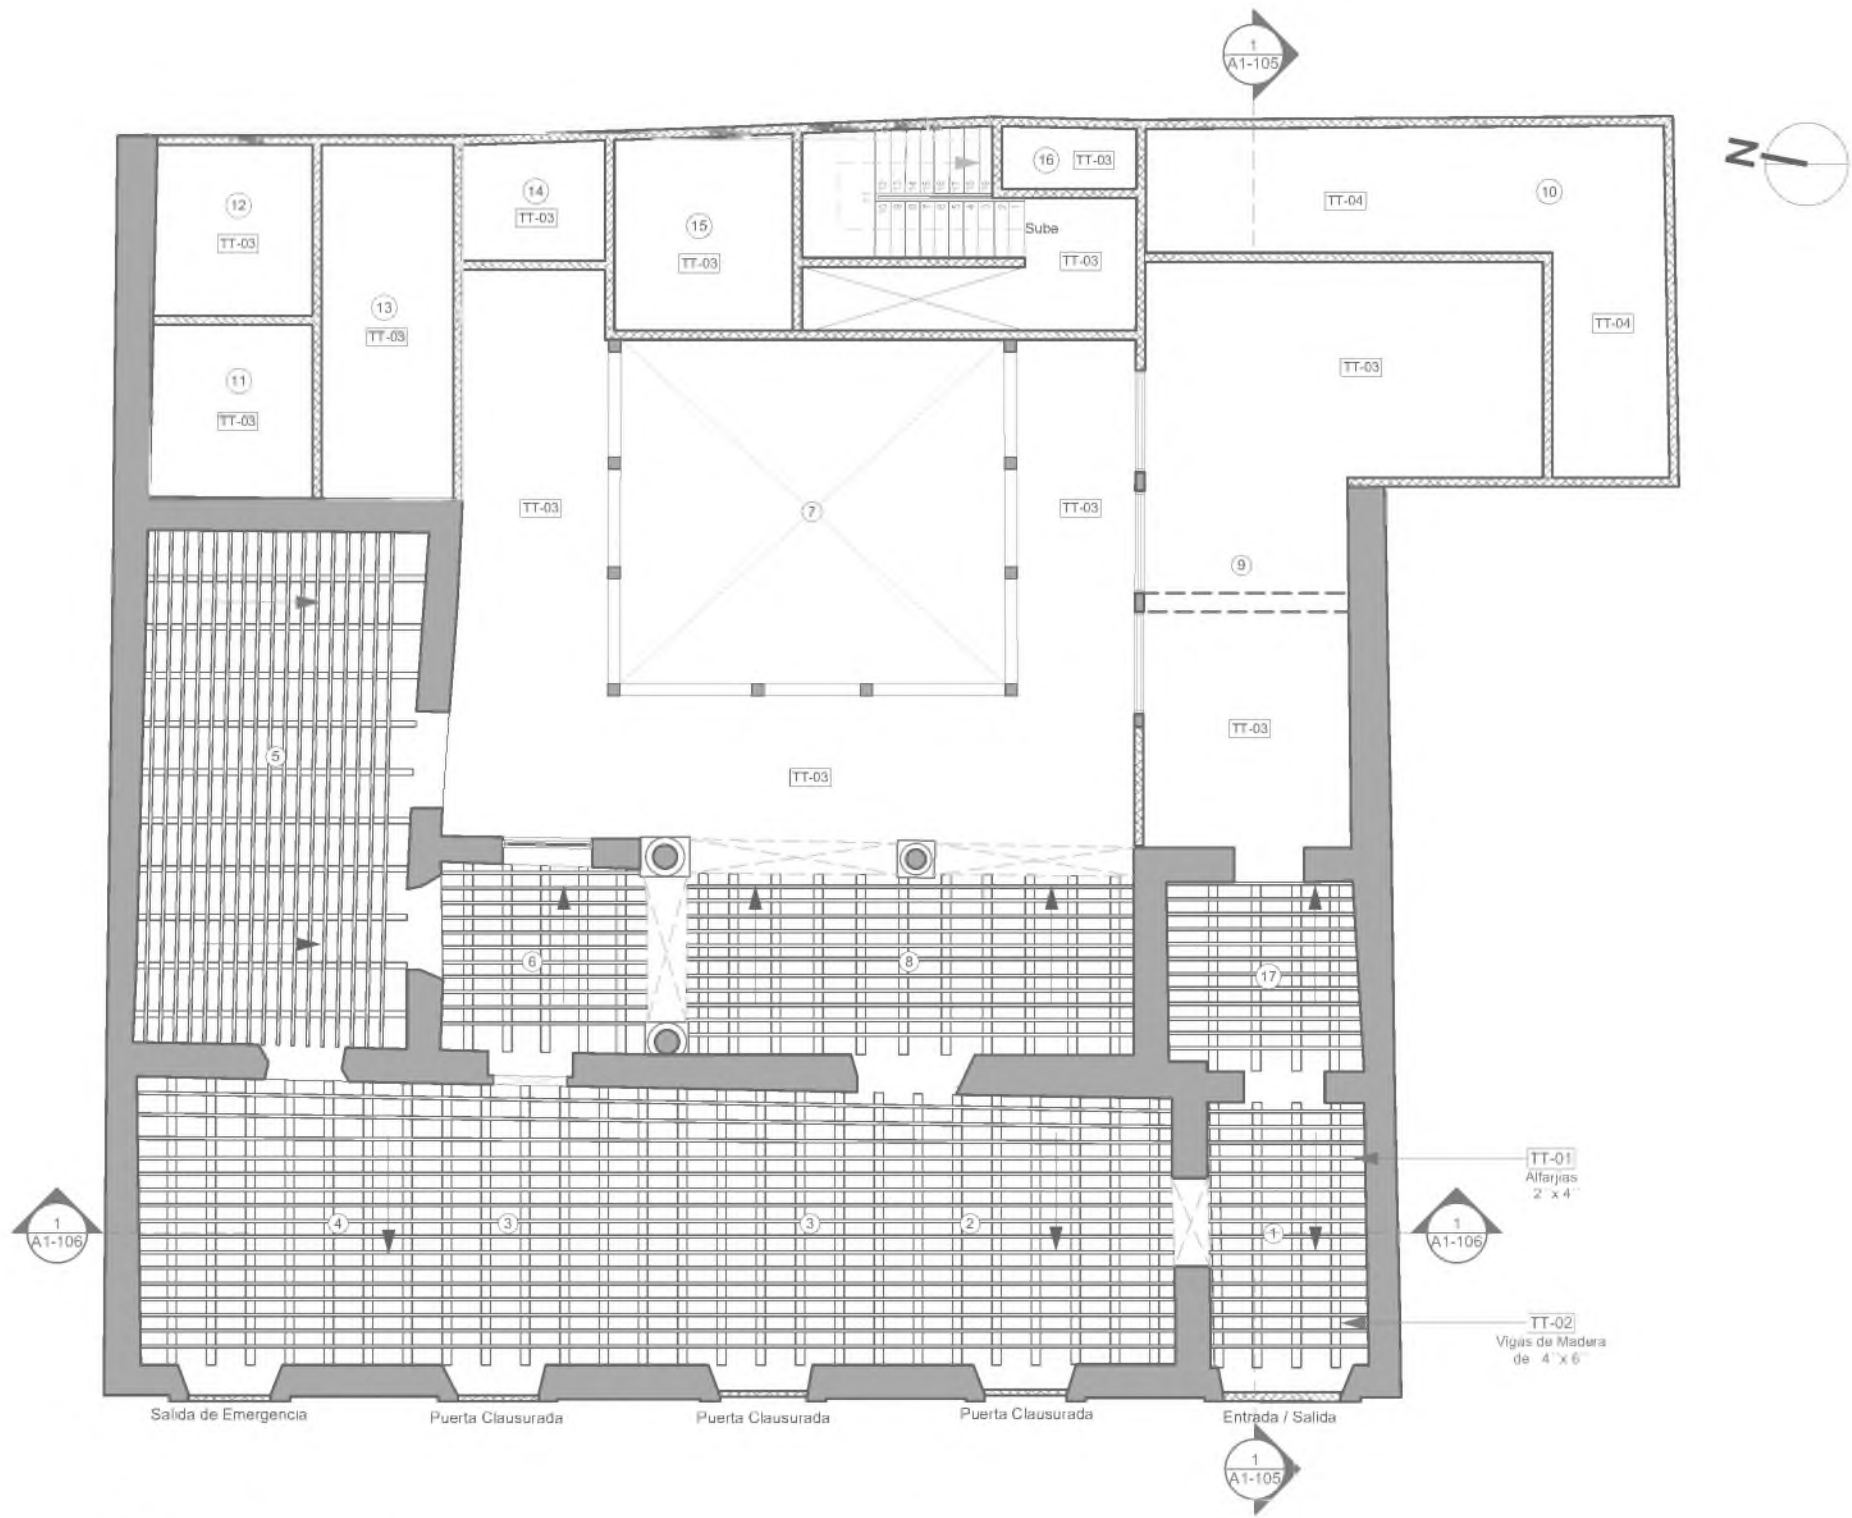 1
A1-105
N
12
TT-03
14
TT-03
15
TT-03
16
TT-03
Sube
TT-03
TT-04
10
13
TT-03
11
TT-03
TT-03
TT-04
TT-03
7
TT-03
9
TT-03
5
TT-03
6
8
17
TT-01
Alfarjias
2¨x 4¨
1
A1-106
4
3
3
2
1
1
A1-106
TT-02
Vigas de Madera
de 4¨x 6¨
Salida de Emergencia
Puerta Clausurada
Puerta Clausurada
Puerta Clausurada
Entrada / Salida
1
A1-105